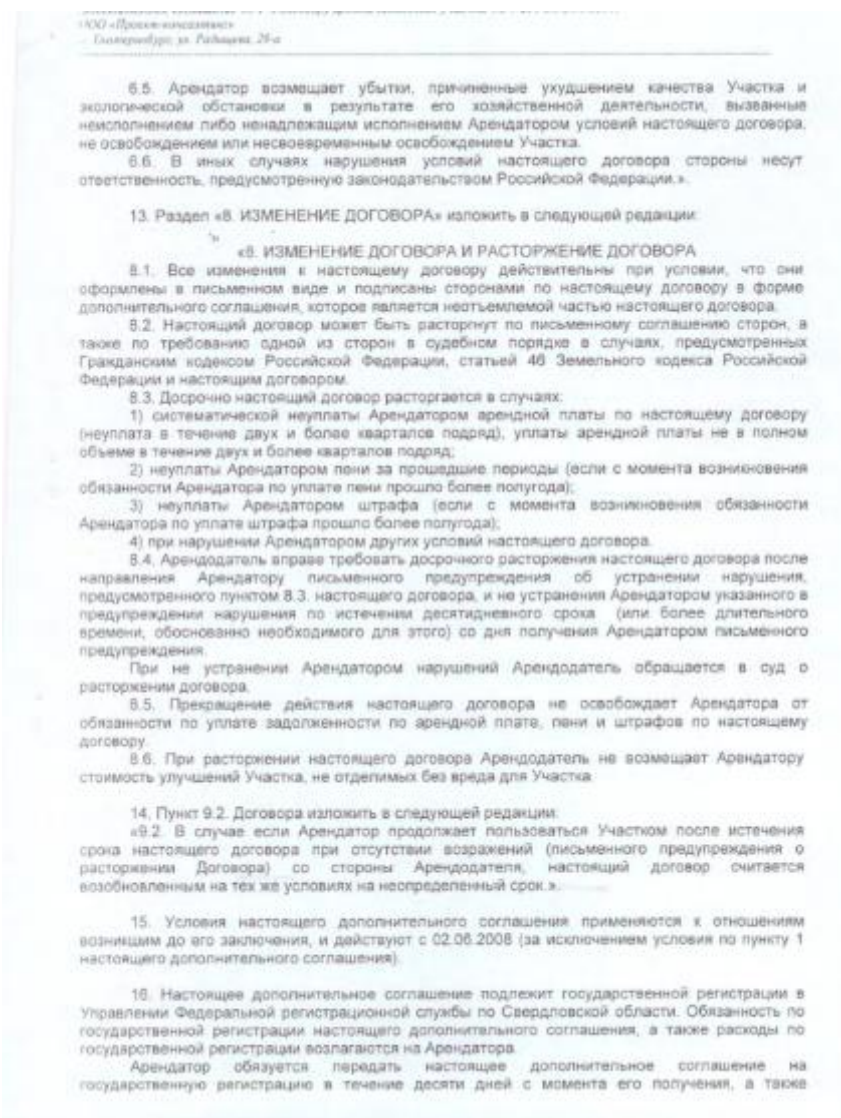 ООО «Проект-консалтинг»
Екатеринбург, ул. Радищева, 28-а
6.5. Арендатор возмещает убытки, причиненные ухудшением качества Участка и
экологической обстановки в результате его хозяйственной деятельности, вызванные
неисполнением либо ненадлежащим исполнением Арендатором условий настоящего договора,
не освобождением или несвоевременным освобождением Участка.
6.6. В иных случаях нарушения условий настоящего договора стороны несут
ответственность, предусмотренную законодательством Российской Федерации.».
13. Раздел «8. ИЗМЕНЕНИЕ ДОГОВОРА» изложить в следующей редакции:
«8. ИЗМЕНЕНИЕ ДОГОВОРА И РАСТОРЖЕНИЕ ДОГОВОРА
8.1. Все изменения к настоящему договору действительны при условии, что они
оформлены в письменном виде и подписаны сторонами по настоящему договору в форме
дополнительного соглашения, которое является неотъемлемой частью настоящего договора.
8.2. Настоящий договор может быть расторгнут по письменному соглашению сторон, а
также по требованию одной из сторон в судебном порядке в случаях, предусмотренных
Гражданским кодексом Российской Федерации, статьей 46 Земельного кодекса Российской
Федерации и настоящим договором.
8.3. Досрочно настоящий договор расторгается в случаях:
1) систематической неуплаты Арендатором арендной платы по настоящему договору
(неуплата в течение двух и более кварталов подряд), уплаты арендной платы не в полном
объеме в течение двух и более кварталов подряд;
2) неуплаты Арендатором пени за прошедшие периоды (если с момента возникновения
обязанности Арендатора по уплате пени прошло более полугода);
3) неуплаты Арендатором штрафа (если с момента возникновения обязанности
Арендатора по уплате штрафа прошло более полугода);
4) при нарушении Арендатором других условий настоящего договора.
8.4. Арендодатель вправе требовать досрочного расторжения настоящего договора после
направления Арендатору письменного предупреждения об устранении нарушения,
предусмотренного пунктом 8.3. настоящего договора, и не устранения Арендатором указанного в
предупреждении нарушения по истечении десятидневного срока (или более длительного
времени, обоснованно необходимого для этого) со дня получения Арендатором письменного
предупреждения.
При не устранении Арендатором нарушений Арендодатель обращается в суд о
расторжении договора.
8.5. Прекращение действия настоящего договора не освобождает Арендатора от
обязанности по уплате задолженности по арендной плате, пени и штрафов по настоящему
договору.
8.6. При расторжении настоящего договора Арендодатель не возмещает Арендатору
стоимость улучшений Участка, не отделимых без вреда для Участка.
14. Пункт 9.2. Договора изложить в следующей редакции:
«9.2. В случае если Арендатор продолжает пользоваться Участком после истечения
срока настоящего договора при отсутствии возражений (письменного предупреждения о
расторжении Договора) со стороны Арендодателя, настоящий договор считается
возобновленным на тех же условиях на неопределенный срок.».
15. Условия настоящего дополнительного соглашения применяются к отношениям
возникшим до его заключения, и действуют с 02.06.2008 (за исключением условия по пункту 1
настоящего дополнительного соглашения).
16. Настоящее дополнительное соглашение подлежит государственной регистрации в
Управлении Федеральной регистрационной службы по Свердловской области. Обязанность по
государственной регистрации настоящего дополнительного соглашения, а также расходы по
государственной регистрации возлагаются на Арендатора.
Арендатор обязуется передать настоящее дополнительное соглашение на
государственную регистрацию в течение десяти дней с момента его получения, а также